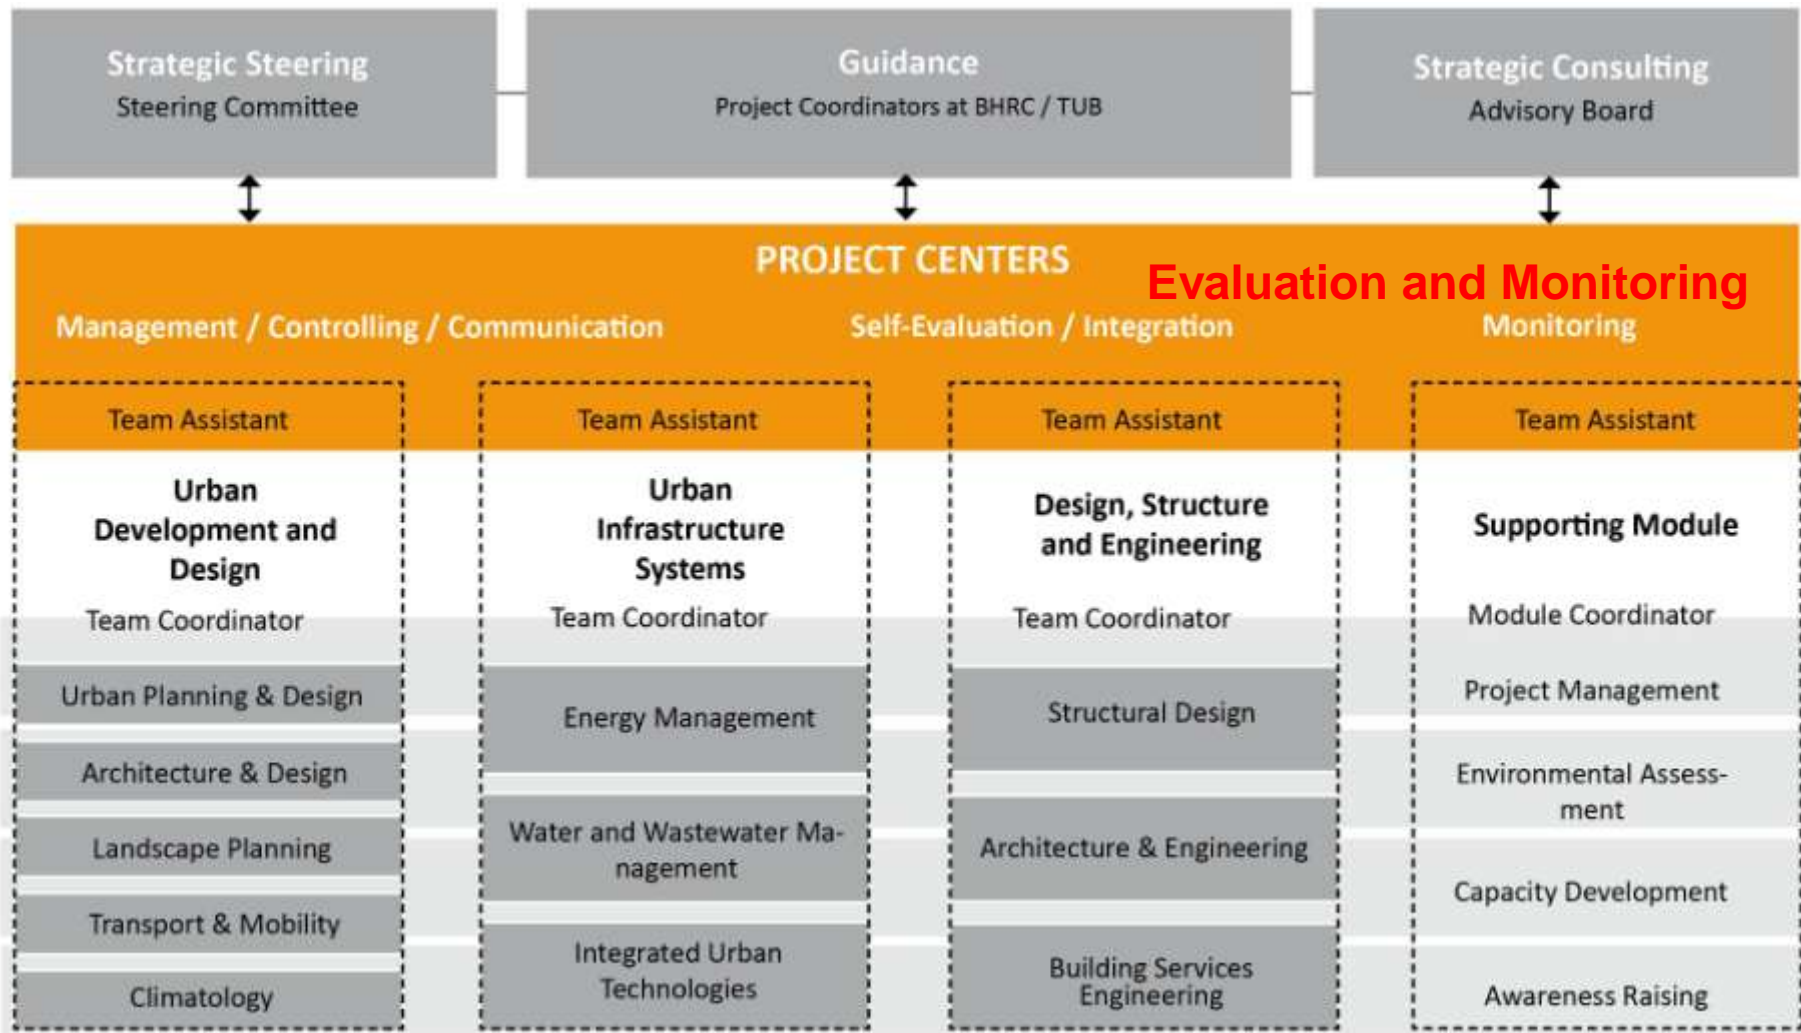 Strategic Steering
Steering Committee
Guidance
Project Coordinators at BHRC / TUB
Strategic Consulting
Advisory Board
PROJECT CENTERS
Evaluation and Monitoring
Management / Controlling / Communication
Self-Evaluation / Integration
Monitoring
Team Assistant
Urban
Development and
Design
Team Coordinator
Urban Planning & Design
Architecture & Design
Landscape Planning
Transport & Mobility
Climatology
Team Assistant
Urban
Infrastructure
Systems
Team Coordinator
Energy Management
Water and Wastewater Ma-
nagement
Integrated Urban
Technologies
Team Assistant
Design, Structure
and Engineering
Team Coordinator
Structural Design
Architecture & Engineering
Building Services
Engineering
Team Assistant
Supporting Module
Module Coordinator
Project Management
Environmental Assess-
ment
Capacity Development
Awareness Raising